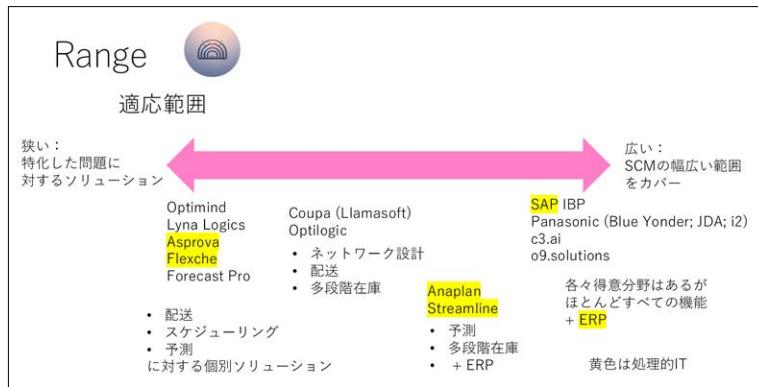 Range
適応範囲
狭い：
特化した問題に
対するソリューション
広い：
SCMの幅広い範囲
をカバー
Optimind
Lyna Logics
Asprova
Flexche
Forecast Pro
• 配送
• スケジューリング
• 予測
に対する個別ソリューション
Coupa (Llamasoft)
Optilogic
• ネットワーク設計
• 配送
• 多段階在庫
Anaplan
Streamline
• 予測
• 多段階在庫
• + ERP
SAP IBP
Panasonic (Blue Yonder; JDA; i2)
c3.ai
o9.solutions
各々得意分野はあるが
ほとんどすべての機能
+ ERP
黄色は処理的IT